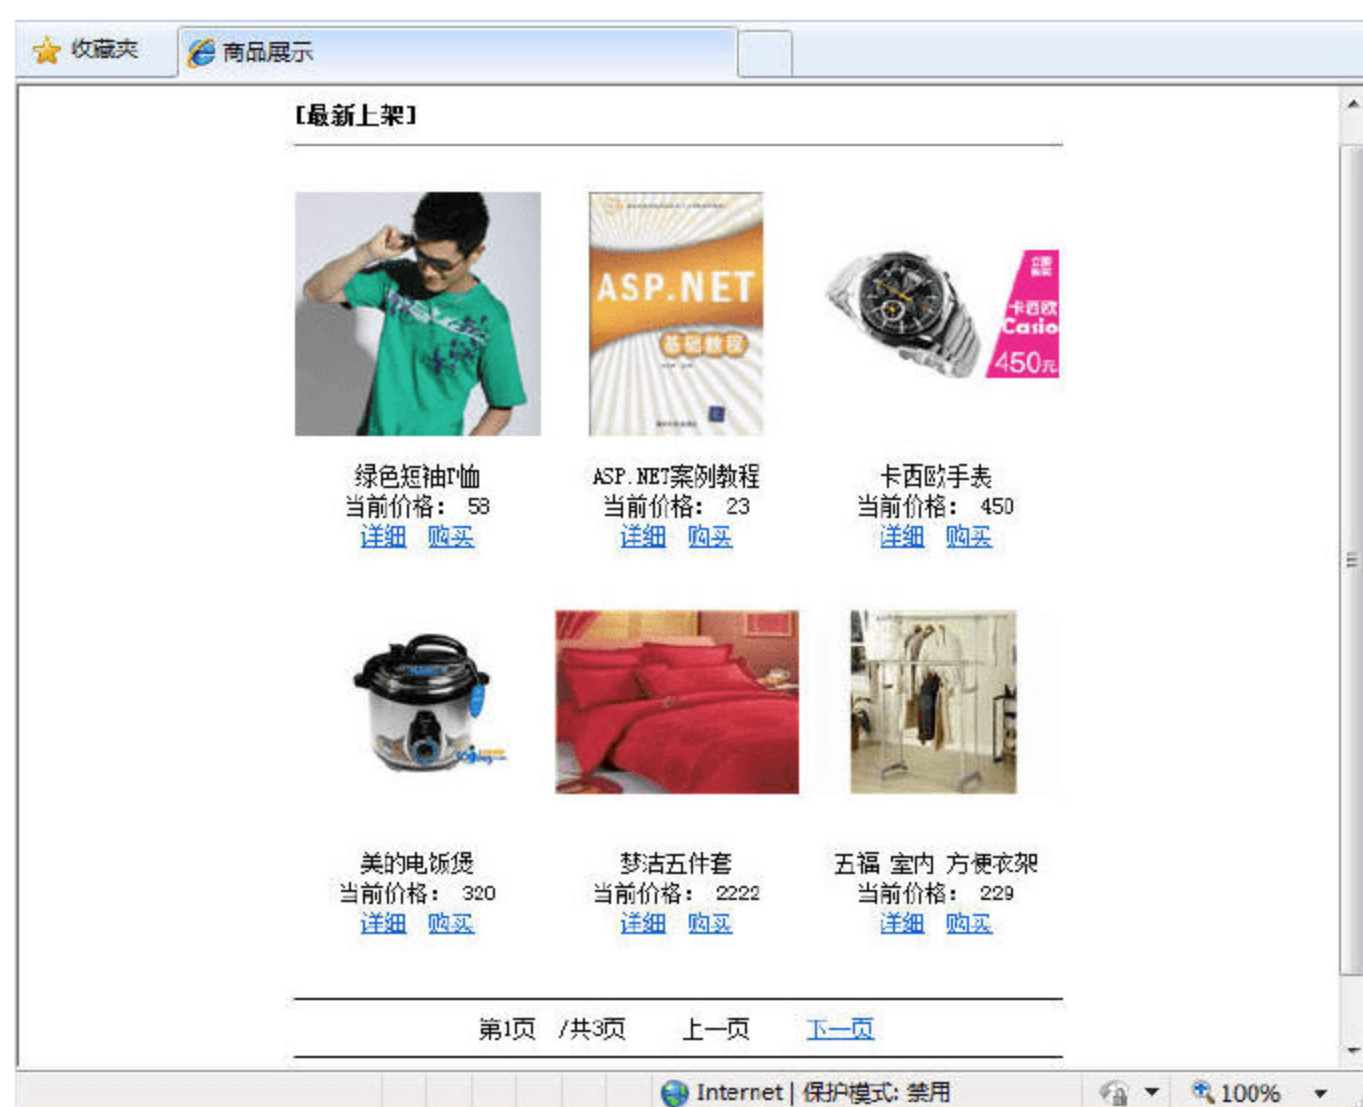 收藏夹
商品展示
[最新上架]
ASP.NET
基础教程
立即
卡西欧
Casio
450元
绿色短袖T恤
ASP.NET案例教程
卡西欧手表
当前价格: 58
当前价格: 23
当前价格: 450
详细 购买
详细 购买
详细 购买
美的电饭煲
梦洁五件套
五福 室内 方便衣架
当前价格: 320
当前价格: 2222
当前价格: 229
详细 购买
详细 购买
详细 购买
第1页 /共3页 上一页 下一页
Internet | 保护模式: 禁用
100%